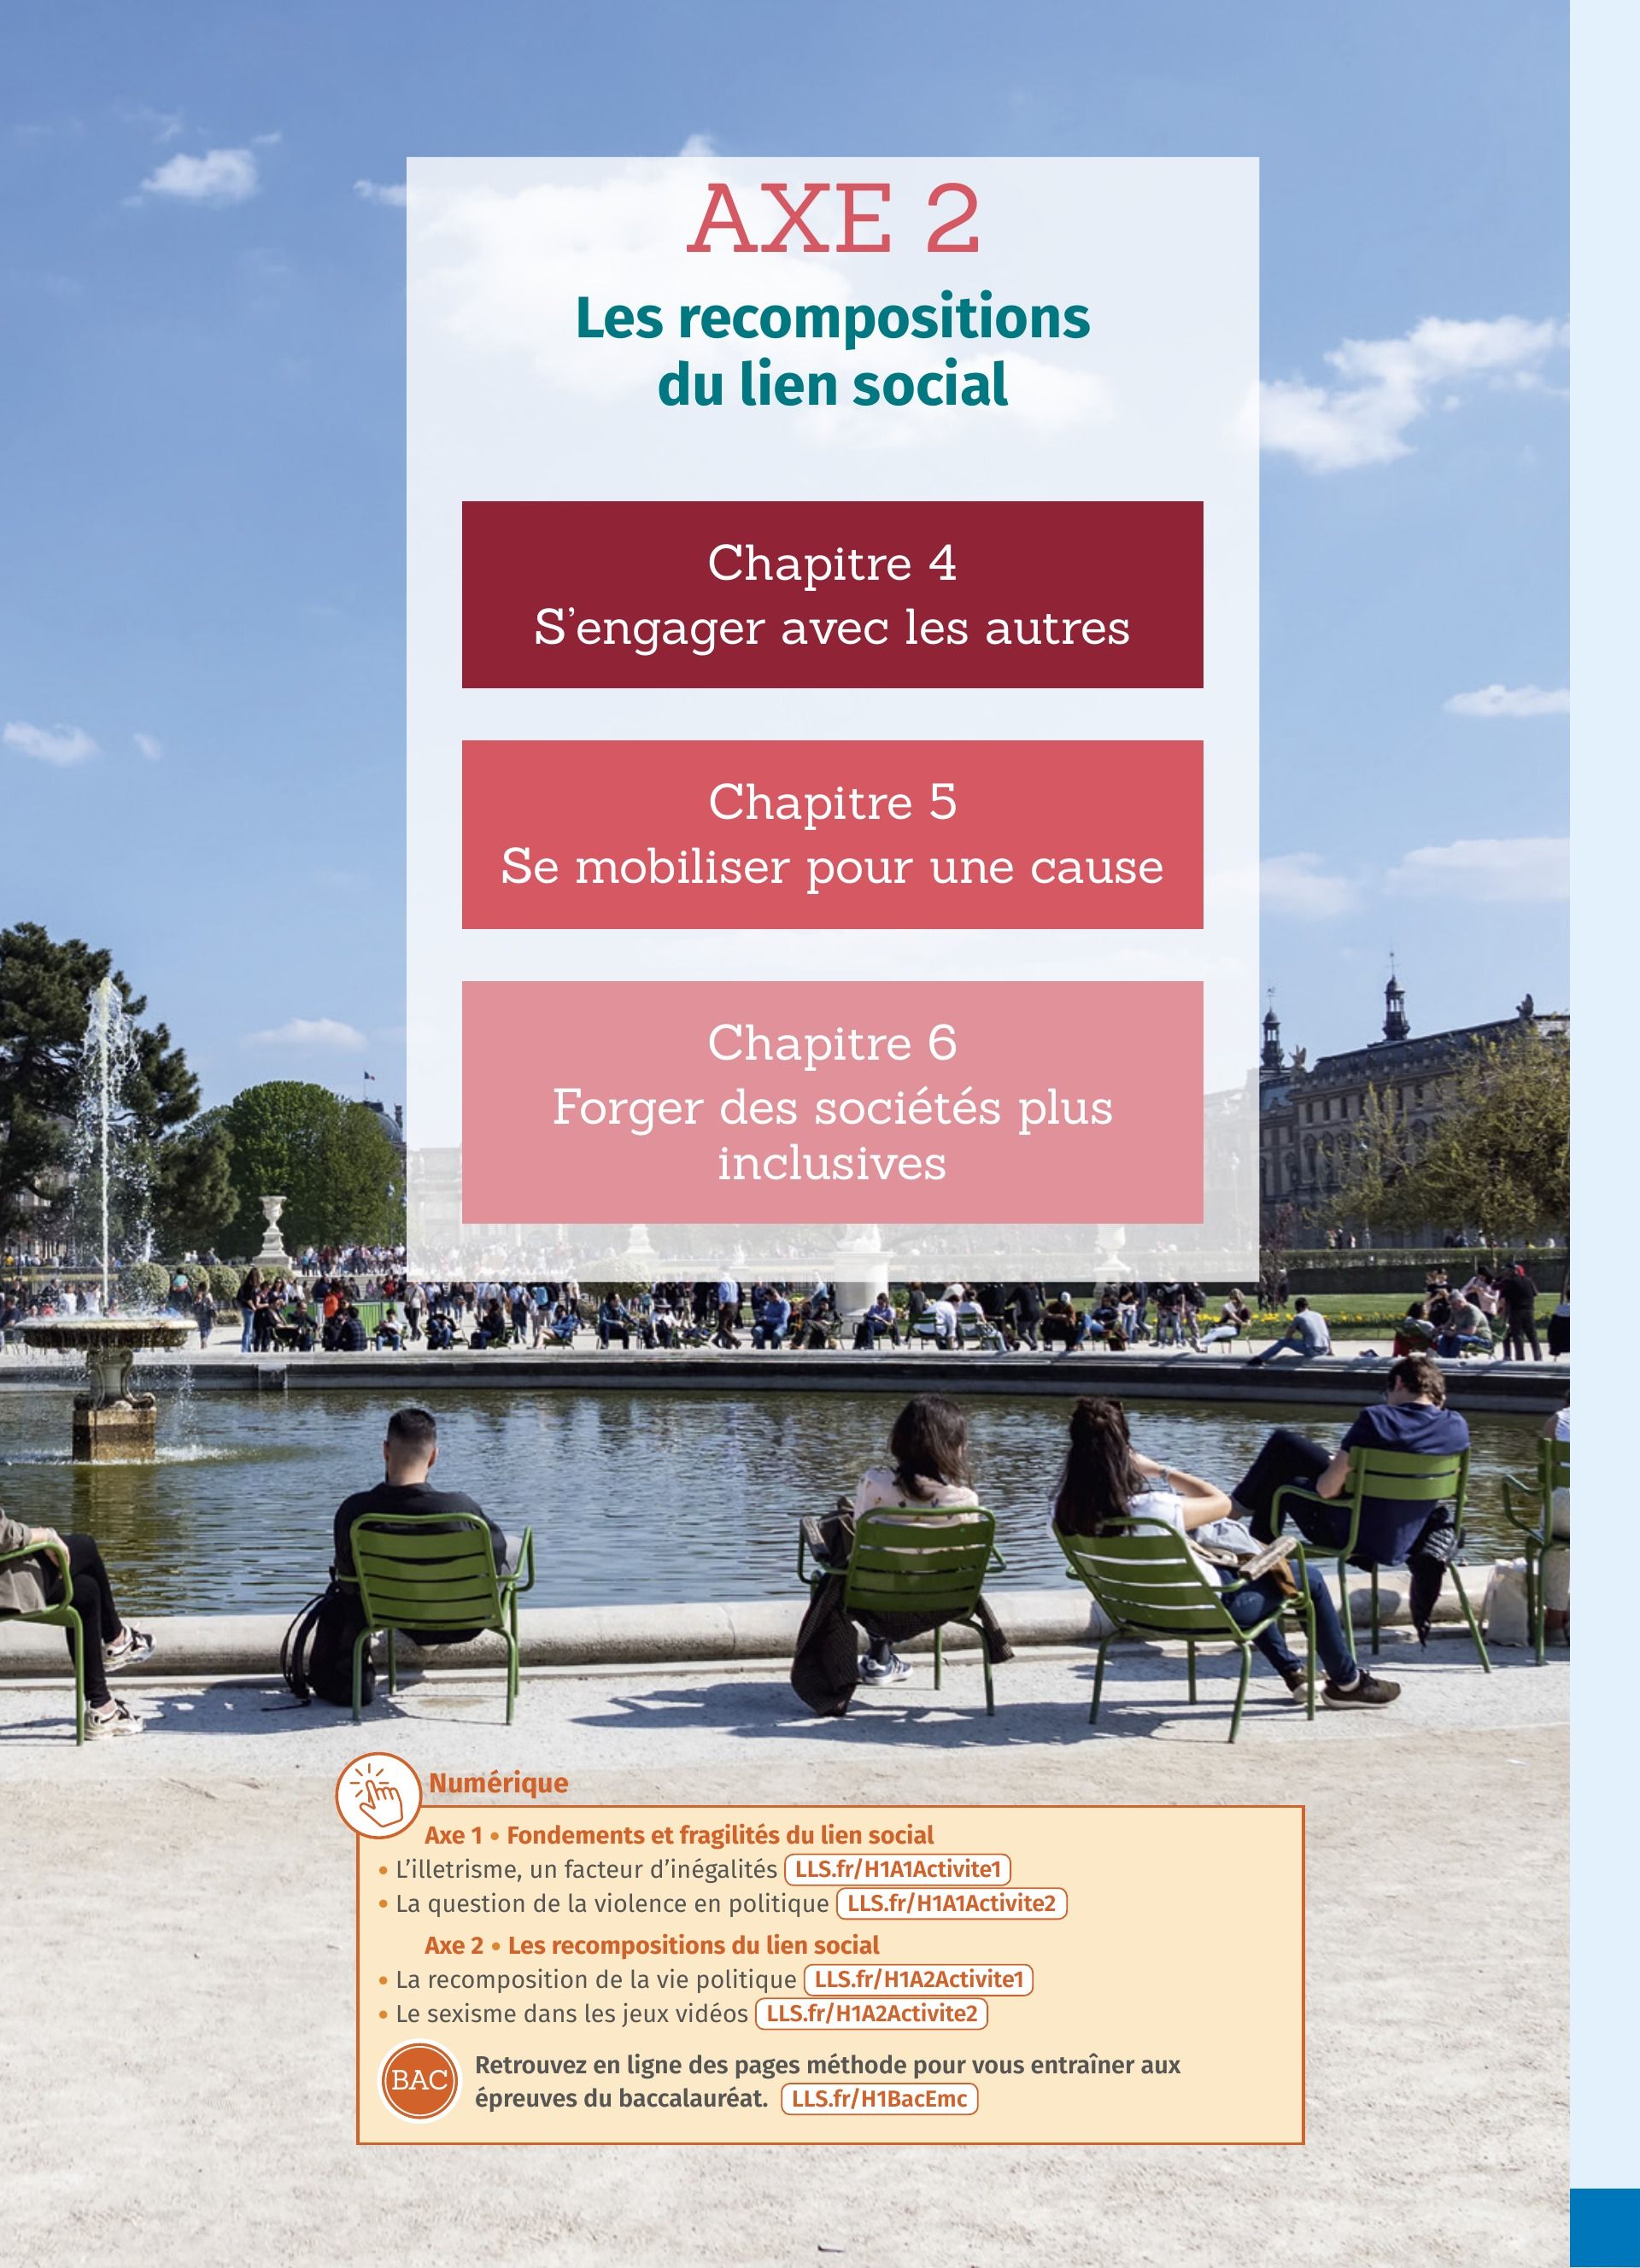 AXE 2
Les recompositions
du lien social
Chapitre 4
S’engager avec les autres
Chapitre 5
Se mobiliser pour une cause
Chapitre 6
Forger des sociétés plus
inclusives
Numérique
Axe 1 • Fondements et fragilités du lien social
• L’illetrisme, un facteur d’inégalités LLS.fr/H1A1Activite1
• La question de la violence en politique LLS.fr/H1A1Activite2
Axe 2 • Les recompositions du lien social
• La recomposition de la vie politique LLS.fr/H1A2Activite1
• Le sexisme dans les jeux vidéos LLS.fr/H1A2Activite2
BAC
Retrouvez en ligne des pages méthode pour vous entraîner aux
épreuves du baccalauréat. LLS.fr/H1BacEmc